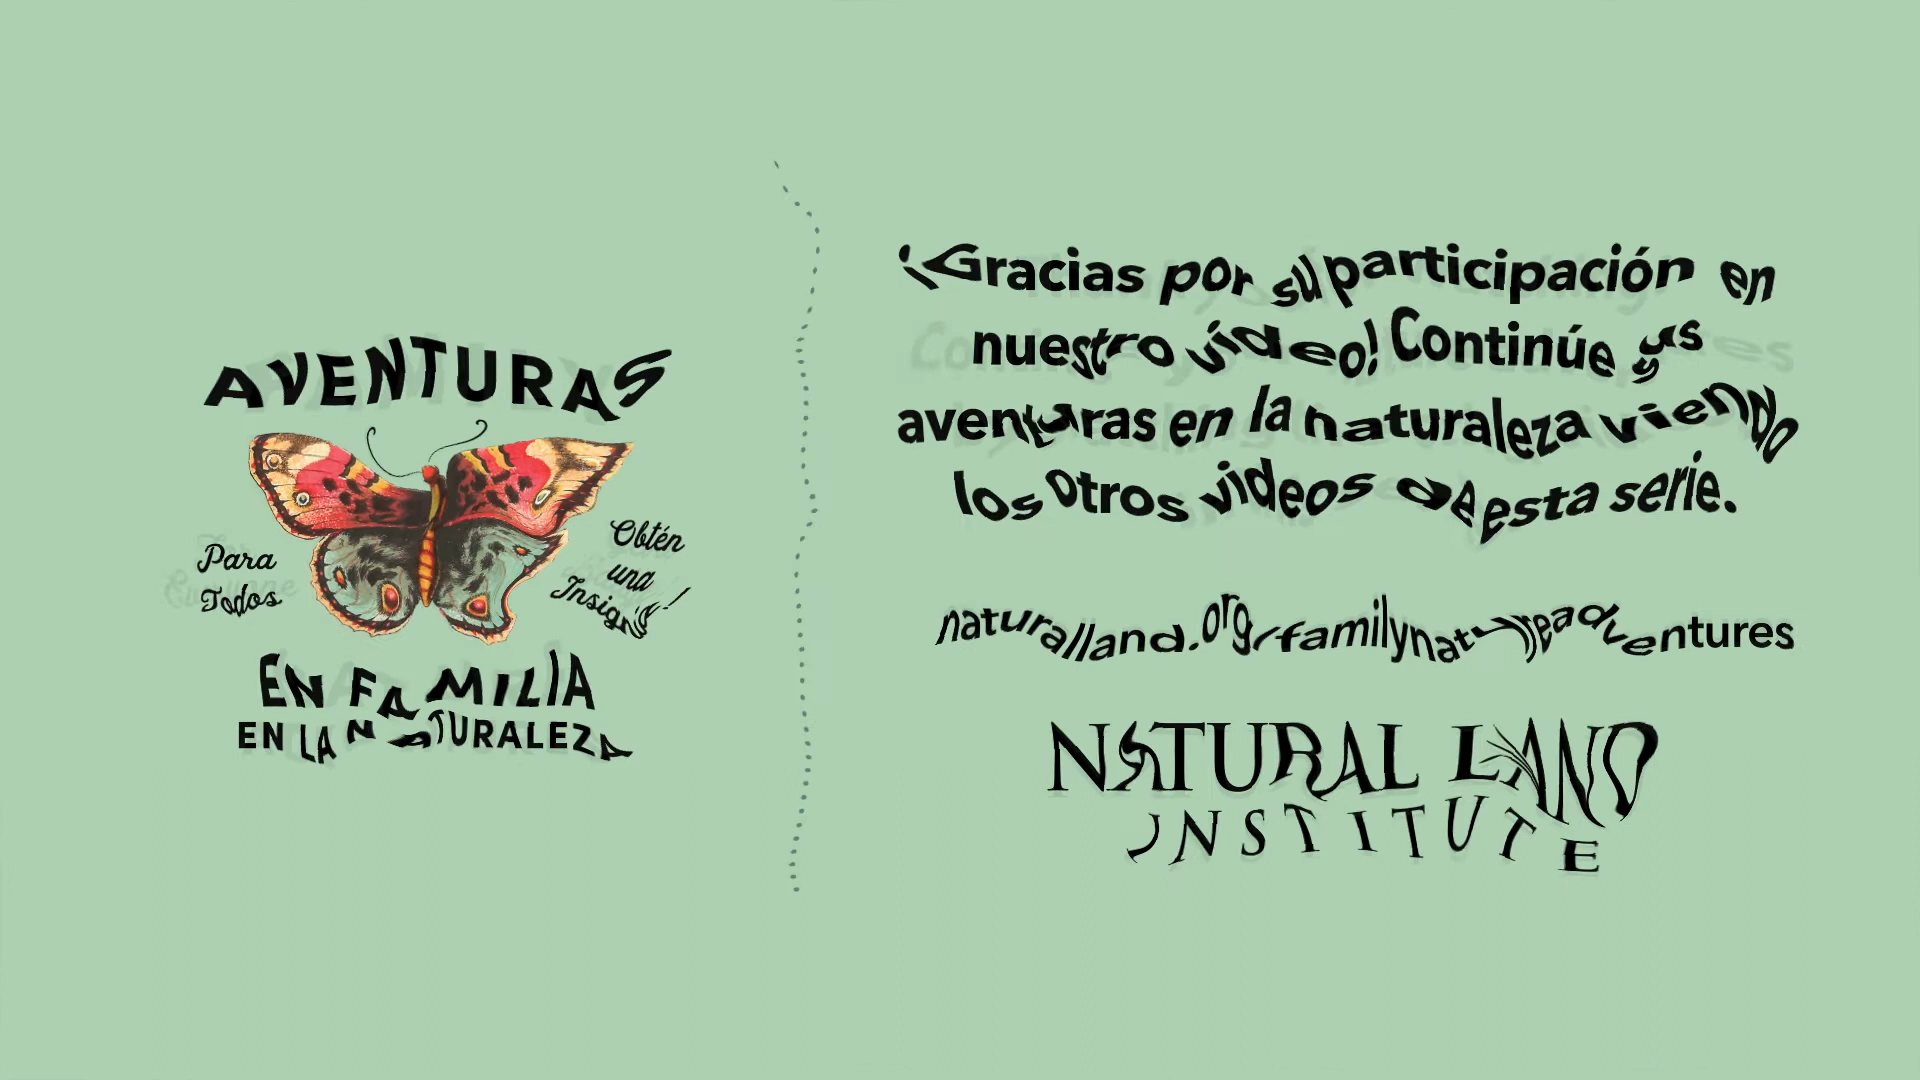 AVENTURAS
Para
Todos
Obtén
una
Insignia!
EN FAMILIA
EN LA NATURALEZA
¡Gracias por su participación en
nuestro video! Continúe sus
aventuras en la naturaleza viendo
los otros videos de esta serie.
naturalland.org/familynatureadventures
NATURAL LAND
INSTITUTE